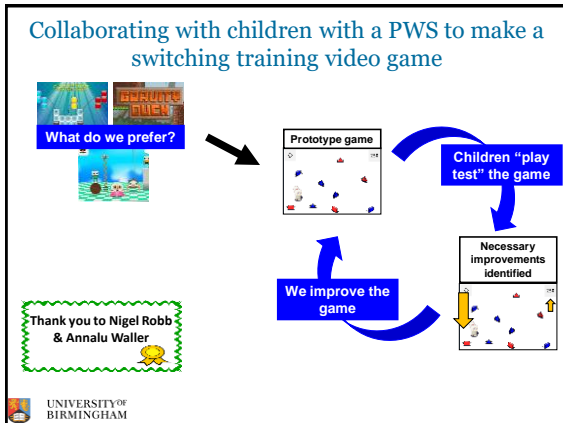 Collaborating with children with a PWS to make a
switching training video game
GRAVITY
DUCK
What do we prefer?
Prototype game
Children “play
test” the game
Necessary
improvements
identified
We improve the
game
Thank you to Nigel Robb
& Annalu Waller
UNIVERSITY OF
BIRMINGHAM